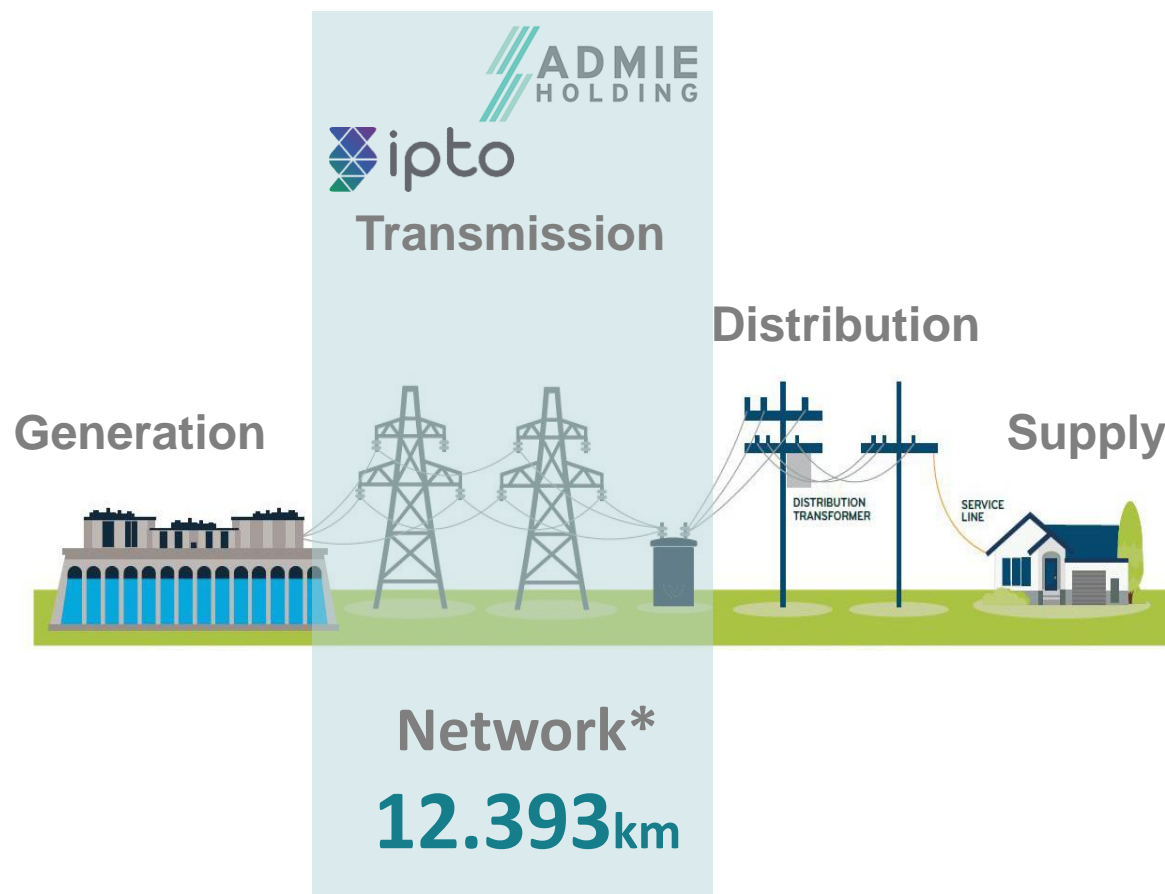 ADMIE
HOLDING
ipto
Transmission
Distribution
Generation
Supply
DISTRIBUTION
TRANSFORMER
SERVICE
LINE
Network*
12.393km